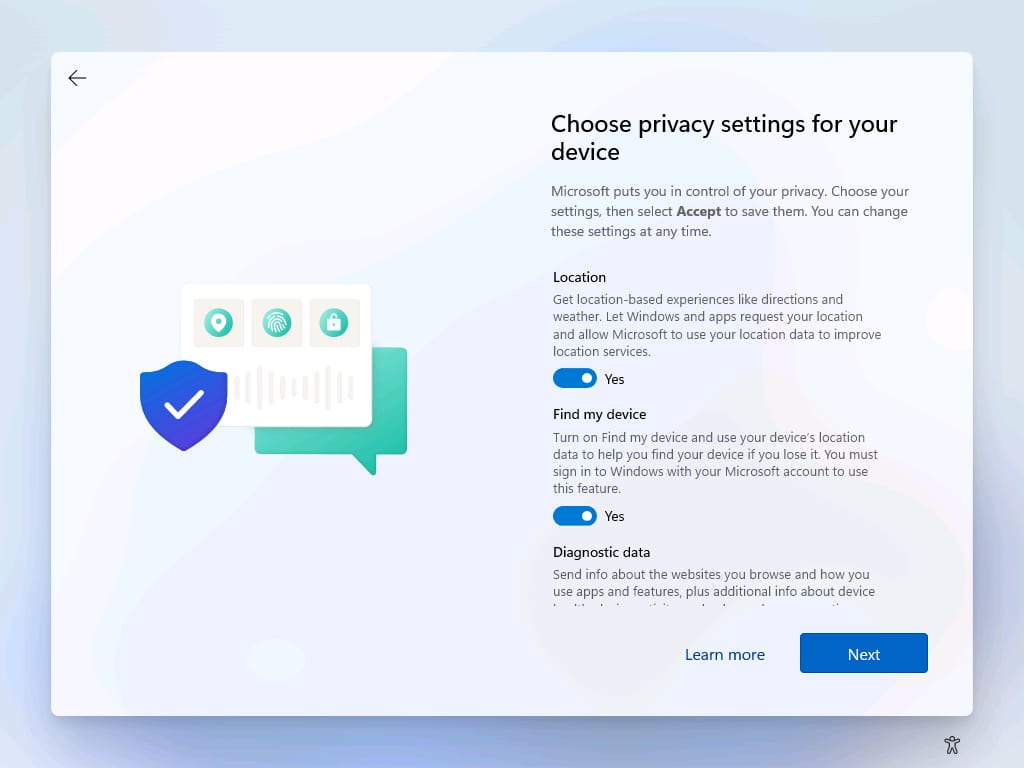 Choose privacy settings for your
device
Microsoft puts you in control of your privacy. Choose your
settings, then select Accept to save them. You can change
these settings at any time.
Location
Get location-based experiences like directions and
weather. Let Windows and apps request your location
and allow Microsoft to use your location data to improve
location services.
Yes
Find my device
Turn on Find my device and use your device's location
data to help you find your device if you lose it. You must
sign in to Windows with your Microsoft account to use
this feature.
Yes
Diagnostic data
Send info about the websites you browse and how you
use apps and features, plus additional info about device
Learn more
Next